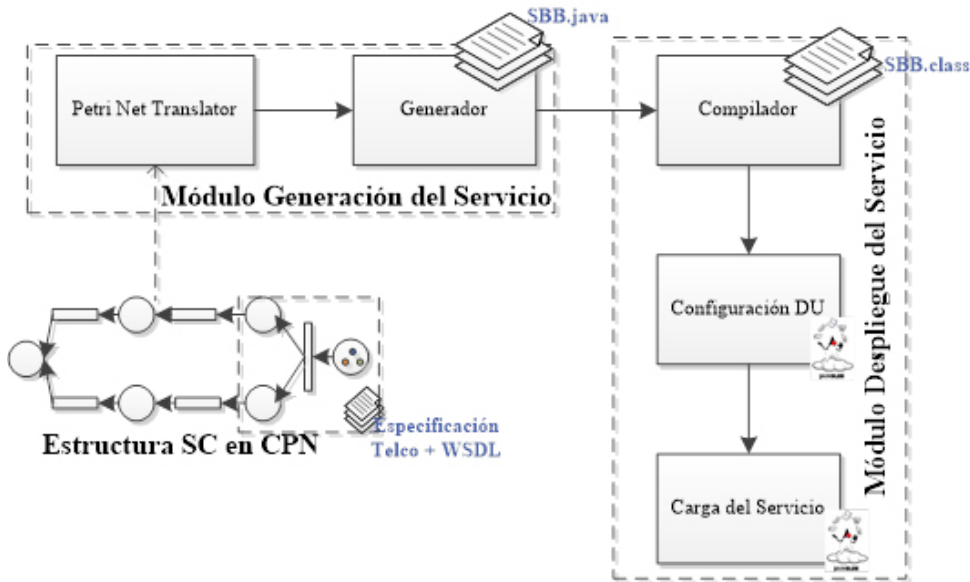 SBB.java
SBB.class
Petri Net Translator
Generador
Compilador
Módulo Generación del Servicio
Módulo Despliegue del Servicio
Configuración DU
Especificación
Telco + WSDL
Estructura SC en CPN
Carga del Servicio